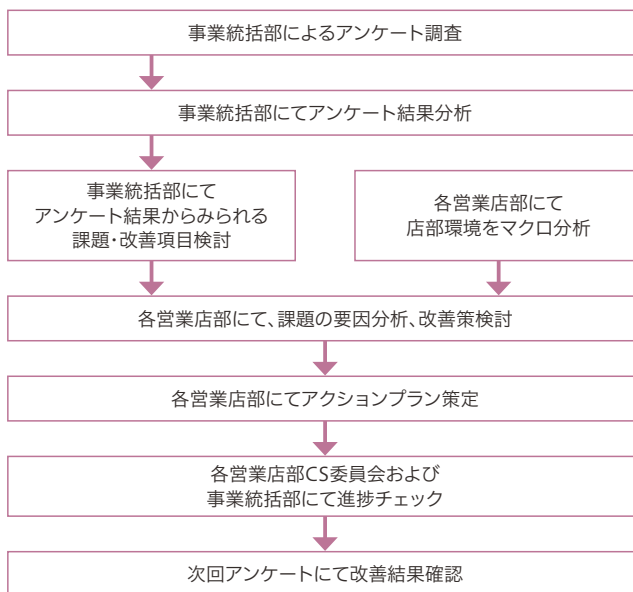 事業統括部によるアンケート調査
事業統括部にてアンケート結果分析
事業統括部にて
アンケート結果からみられる
課題・改善項目検討
各営業店部にて
店部環境をマクロ分析
各営業店部にて、課題の要因分析、改善策検討
各営業店部にてアクションプラン策定
各営業店部CS委員会および
事業統括部にて進捗チェック
次回アンケートにて改善結果確認